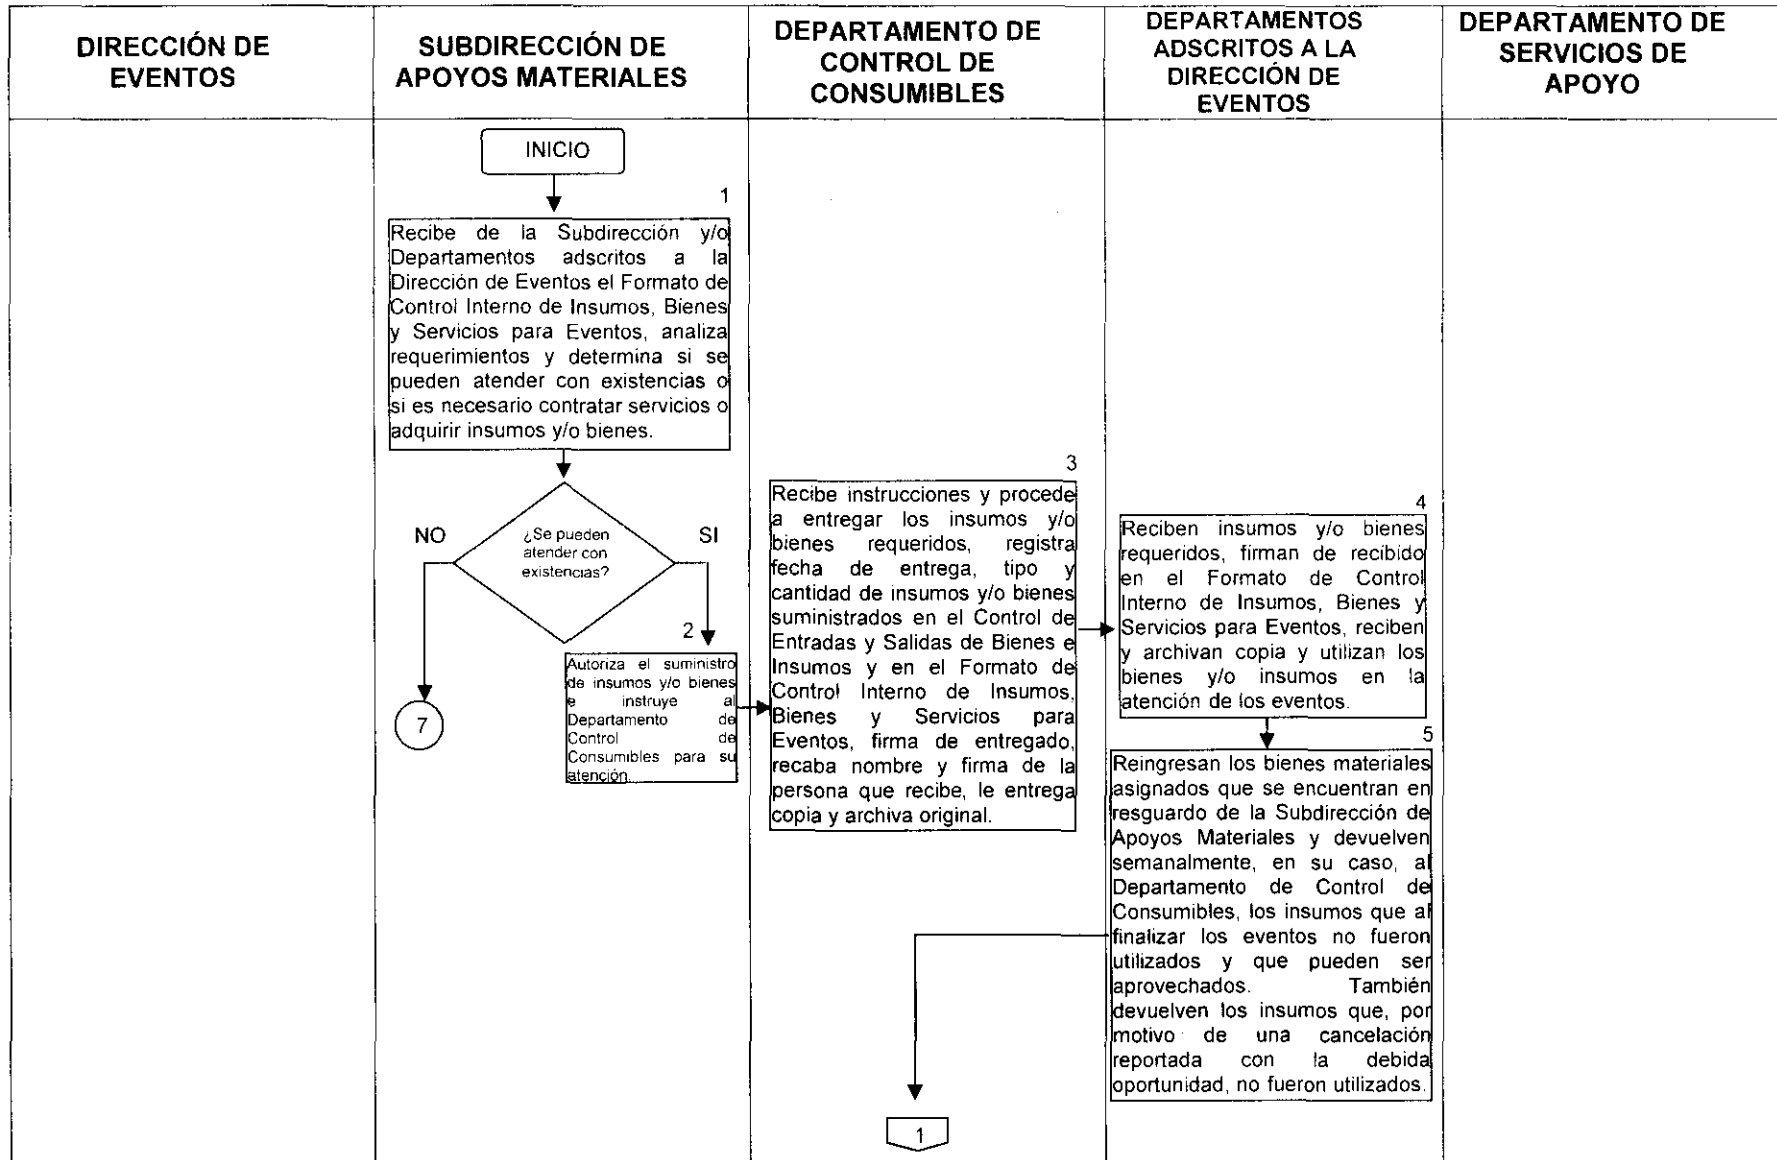 DIRECCIÓN DE
EVENTOS
SUBDIRECCIÓN DE
APOYOS MATERIALES
DEPARTAMENTO DE
CONTROL DE
CONSUMIBLES
DEPARTAMENTOS
ADSCRITOS A LA
DIRECCIÓN DE
EVENTOS
DEPARTAMENTO DE
SERVICIOS DE
APOYO
INICIO
1
Recibe de la Subdirección y/o
Departamentos adscritos a la
Dirección de Eventos el Formato de
Control Interno de Insumos, Bienes
y Servicios para Eventos, analiza
requerimientos y determina si se
pueden atender con existencias o
si es necesario contratar servicios o
adquirir insumos y/o bienes.
NO
¿Se pueden
atender con
existencias?
SI
7
2
Autoriza el suministro
de insumos y/o bienes
e instruye al
Departamento de
Control de
Consumibles para su
atención.
3
Recibe instrucciones y procede
a entregar los insumos y/o
bienes requeridos, registra
fecha de entrega, tipo y
cantidad de insumos y/o bienes
suministrados en el Control de
Entradas y Salidas de Bienes e
Insumos y en el Formato de
Control Interno de Insumos,
Bienes y Servicios para
Eventos, firma de entregado,
recaba nombre y firma de la
persona que recibe, le entrega
copia y archiva original.
4
Reciben insumos y/o bienes
requeridos, firman de recibido
en el Formato de Control
Interno de Insumos, Bienes y
Servicios para Eventos, reciben
y archivan copia y utilizan los
bienes y/o insumos en la
atención de los eventos.
5
Reingresan los bienes materiales
asignados que se encuentran en
resguardo de la Subdirección de
Apoyos Materiales y devuelven
semanalmente, en su caso, al
Departamento de Control de
Consumibles, los insumos que al
finalizar los eventos no fueron
utilizados y que pueden ser
aprovechados. También
devuelven los insumos que, por
motivo de una cancelación
reportada con la debida
oportunidad, no fueron utilizados.
1